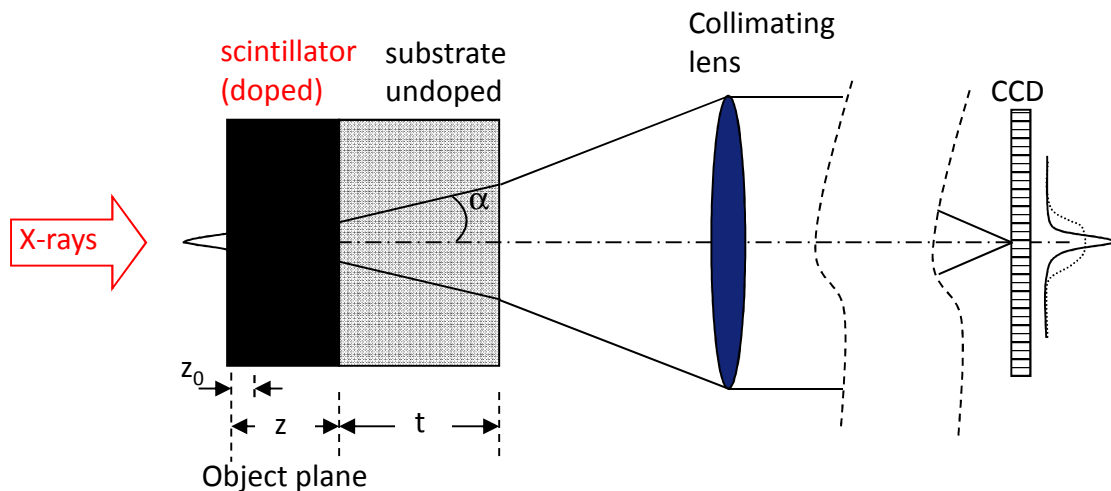 scintillator
(doped)
substrate
undoped
Collimating
lens
CCD
X-rays
α
z₀
z
t
Object plane